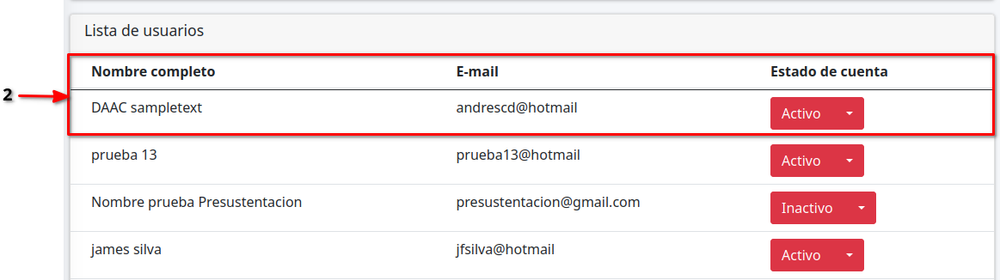 Lista de usuarios
Nombre completo E-mail Estado de cuenta
2
DAAC sampletext andrescd@hotmail Activo
prueba 13 prueba13@hotmail Activo
Nombre prueba Presustentacion presustentacion@gmail.com Inactivo
james silva jfsilva@hotmail Activo